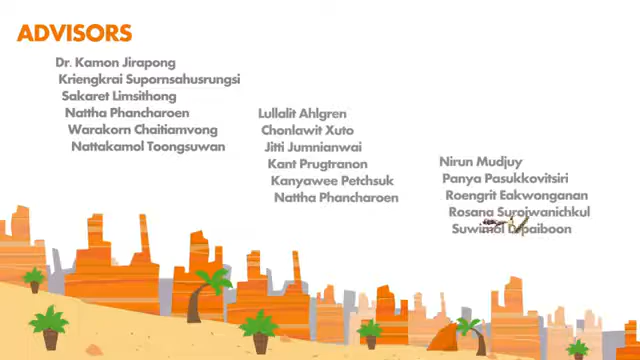 ADVISORS
Dr. Kamon Jirapong
Kriengkrai Supornsahusrungsi
Sakaret Limsithong
Nattha Phancharoen
Warakorn Chaitiamvong
Nattakamol Toongsuwan
Lullalit Ahlgren
Chonlawit Xuto
Jitti Jumnianwai
Kant Prugtranon
Kanyawee Petchsuk
Nattha Phancharoen
Nirun Mudjuy
Panya Pasukkovitsiri
Roengrit Eakwonganan
Rosana Surojwanichkul
Suwimol